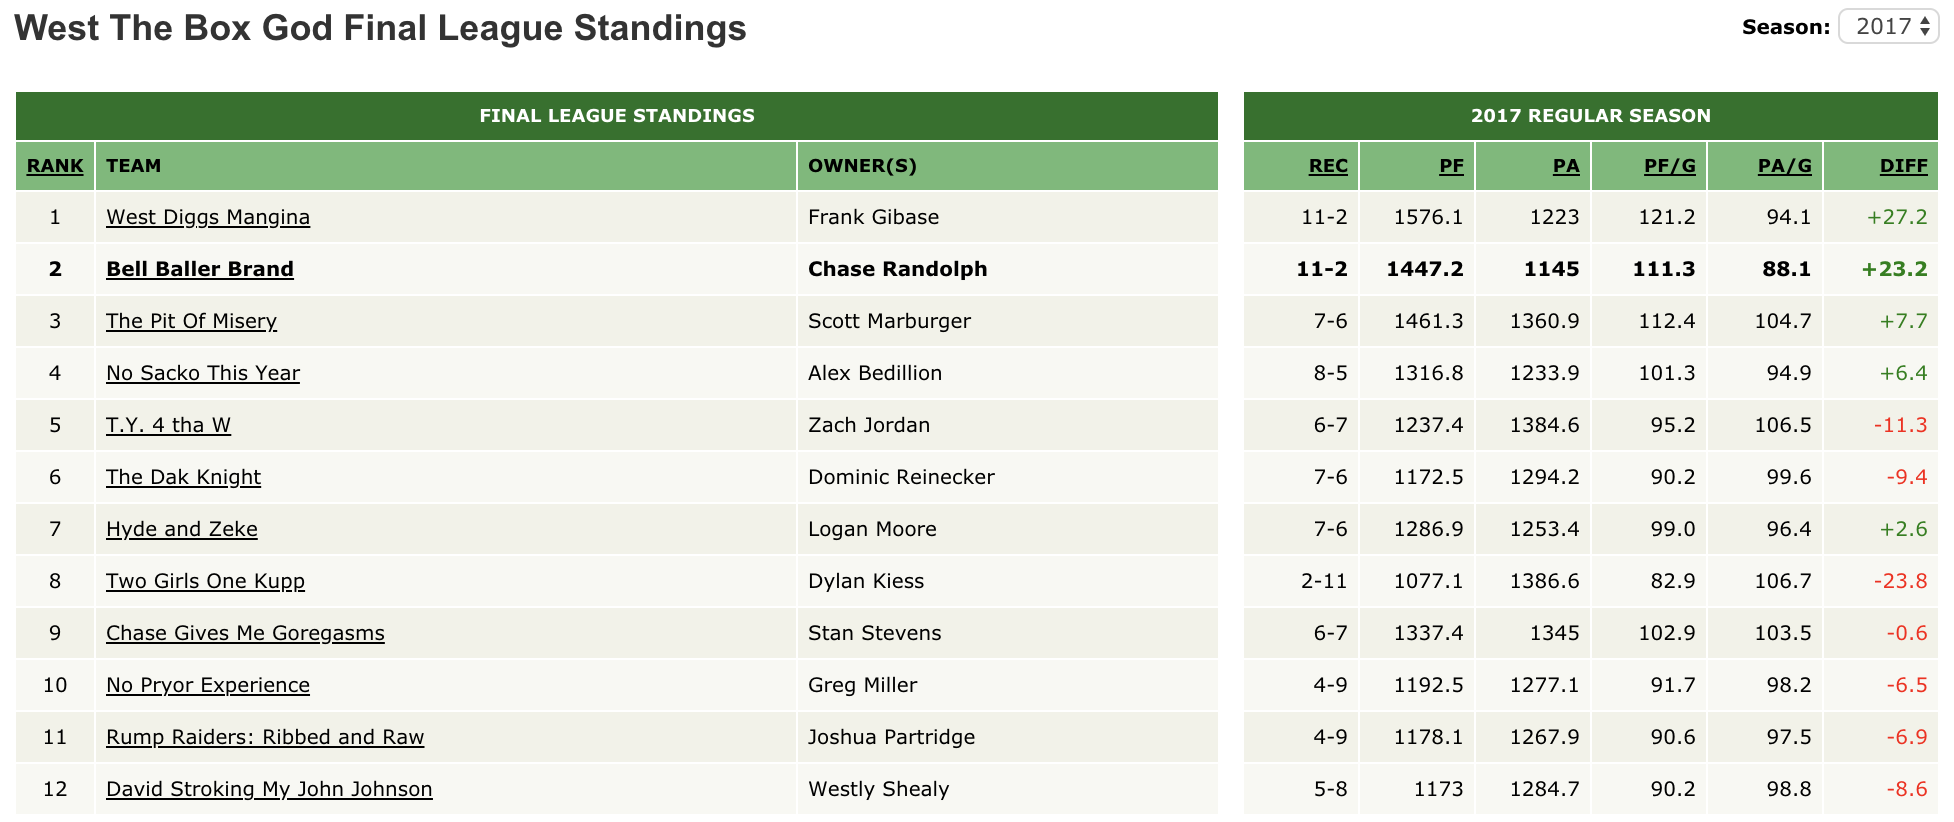 West The Box God Final League Standings
Season: 2017
FINAL LEAGUE STANDINGS 2017 REGULAR SEASON
RANK TEAM OWNER(S) REC PF PA PF/G PA/G DIFF
1 West Diggs Mangina Frank Gibase 11-2 1576.1 1223 121.2 94.1 +27.2
2 Bell Baller Brand Chase Randolph 11-2 1447.2 1145 111.3 88.1 +23.2
3 The Pit Of Misery Scott Marburger 7-6 1461.3 1360.9 112.4 104.7 +7.7
4 No Sacko This Year Alex Bedillion 8-5 1316.8 1233.9 101.3 94.9 +6.4
5 T.Y. 4 tha W Zach Jordan 6-7 1237.4 1384.6 95.2 106.5 -11.3
6 The Dak Knight Dominic Reinecker 7-6 1172.5 1294.2 90.2 99.6 -9.4
7 Hyde and Zeke Logan Moore 7-6 1286.9 1253.4 99.0 96.4 +2.6
8 Two Girls One Kupp Dylan Kiess 2-11 1077.1 1386.6 82.9 106.7 -23.8
9 Chase Gives Me Goregasms Stan Stevens 6-7 1337.4 1345 102.9 103.5 -0.6
10 No Pryor Experience Greg Miller 4-9 1192.5 1277.1 91.7 98.2 -6.5
11 Rump Raiders: Ribbed and Raw Joshua Partridge 4-9 1178.1 1267.9 90.6 97.5 -6.9
12 David Stroking My John Johnson Westly Shealy 5-8 1173 1284.7 90.2 98.8 -8.6